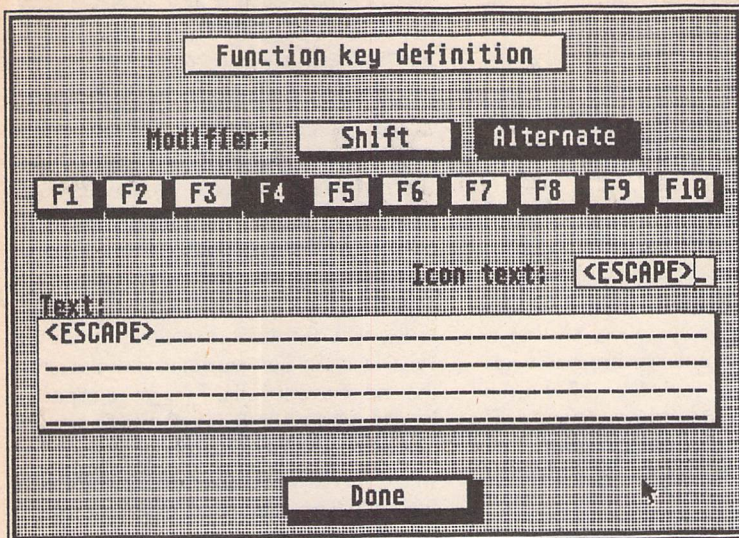 Function key definition
Modifier: Shift Alternate
F1 F2 F3 F4 F5 F6 F7 F8 F9 F10
Icon text: <ESCAPE>_
Text:
<ESCAPE>
Done